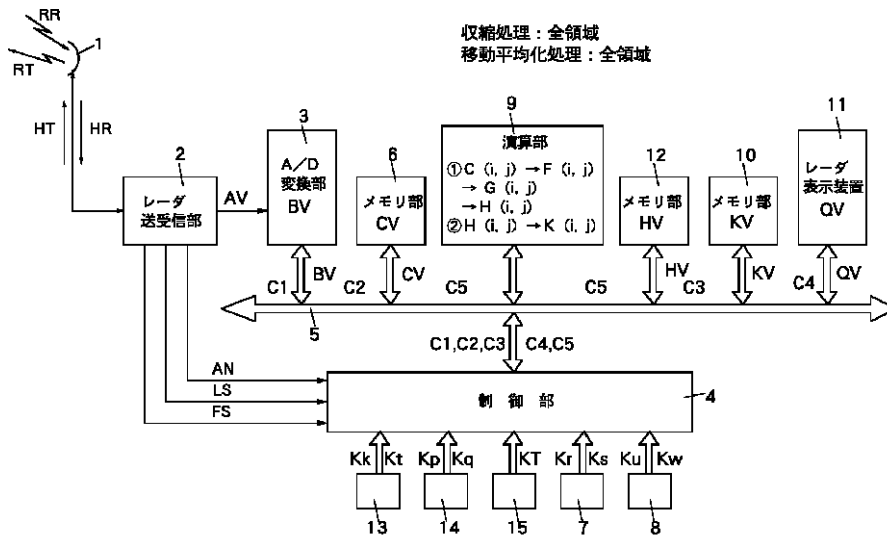 収縮処理：全領域
移動平均化処理：全領域
RR
1
RT
HT
HR
2
レーダ
送受信部
AV
3
A／D
変換部
BV
6
メモリ部
CV
9
演算部
①C (i, j) →F (i, j)
→ G (i, j)
→H (i, j)
②H (i, j) →K (i, j)
12
メモリ部
HV
10
メモリ部
KV
11
レーダ
表示装置
QV
C1
BV
C2
CV
C5
C5
HV
C3
KV
C4
QV
5
C1,C2,C3
C4,C5
AN
LS
FS
制 御 部
4
Kk
Kt
Kp
Kq
KT
Kr
Ks
Ku
Kw
13
14
15
7
8